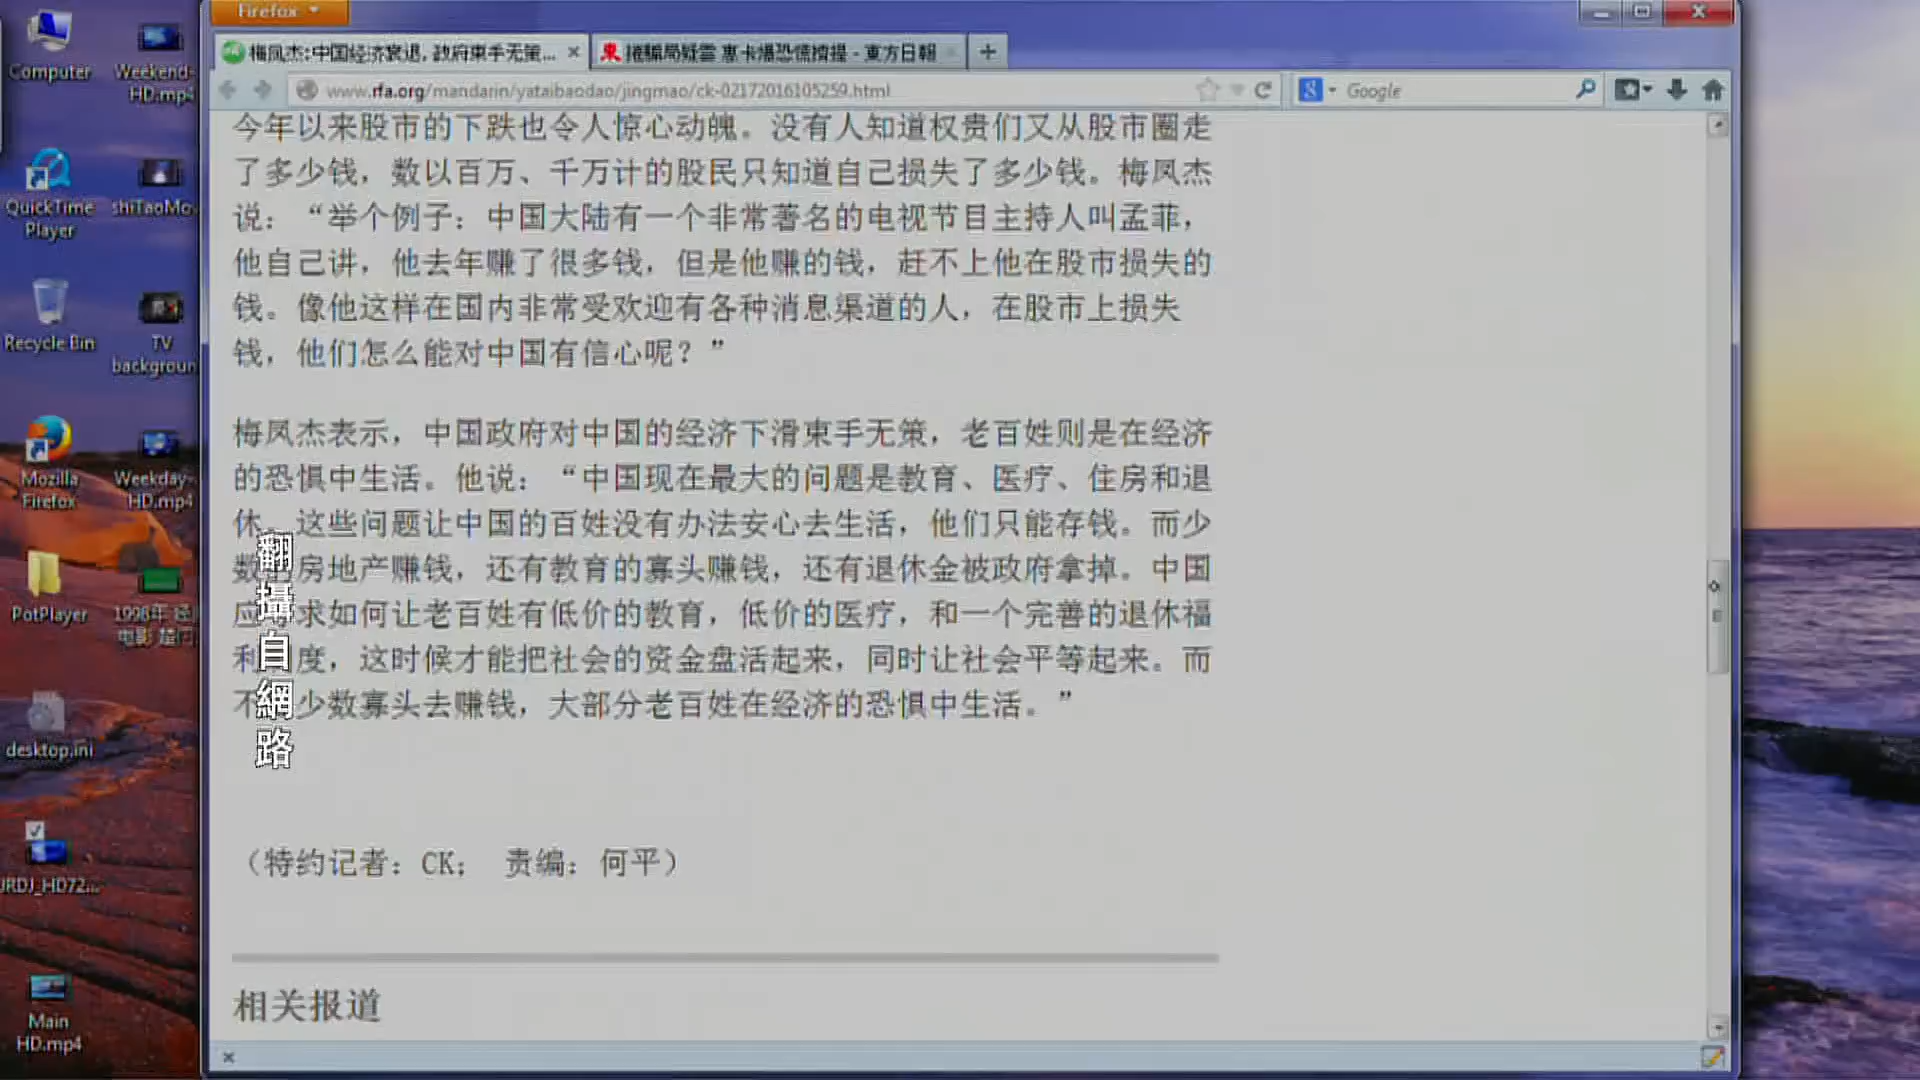 Firefox
梅凤杰:中国经济衰退,政府束手无策...
東方日報
www.rfa.org/mandarin/yataibaodao/jingmao/ck-02172016105259.html
Google
今年以来股市的下跌也令人惊心动魄。没有人知道权贵们又从股市圈走
了多少钱，数以百万、千万计的股民只知道自己损失了多少钱。梅凤杰
说：“举个例子：中国大陆有一个非常著名的电视节目主持人叫孟菲，
他自己讲，他去年赚了很多钱，但是他赚的钱，赶不上他在股市损失的
钱。像他这样在国内非常受欢迎有各种消息渠道的人，在股市上损失
钱，他们怎么能对中国有信心呢？”
梅凤杰表示，中国政府对中国的经济下滑束手无策，老百姓则是在经济
的恐惧中生活。他说：“中国现在最大的问题是教育、医疗、住房和退
休。这些问题让中国的百姓没有办法安心去生活，他们只能存钱。而少
数 房地产赚钱，还有教育的寡头赚钱，还有退休金被政府拿掉。中国
应 求如何让老百姓有低价的教育，低价的医疗，和一个完善的退休福
利 度，这时候才能把社会的资金盘活起来，同时让社会平等起来。而
不 少数寡头去赚钱，大部分老百姓在经济的恐惧中生活。”
（特约记者：CK； 责编：何平）
相关报道
翻攝自網路
Computer
Weekend-
HD.mp4
QuickTime
Player
shiTaoMo
Recycle Bin
TV
backgroun
Mozilla
Firefox
Weekday-
HD.mp4
PotPlayer
1998年
电影 楚门
desktop.ini
JRDJ_HD72...
Main
HD.mp4